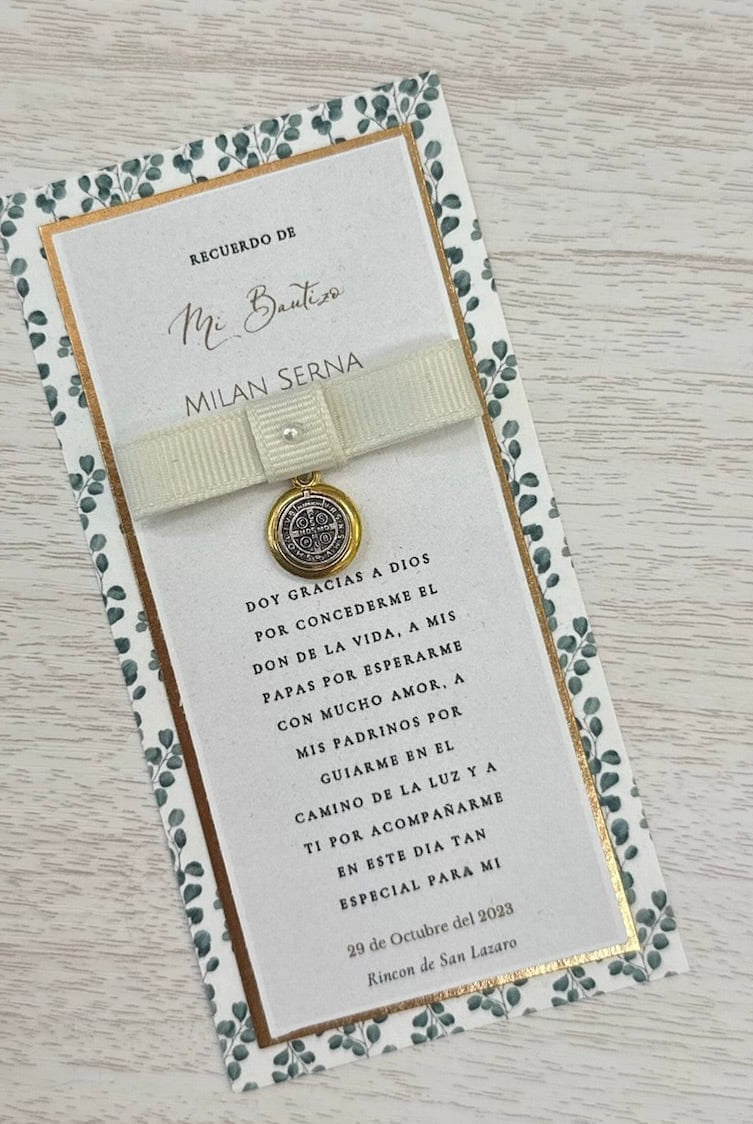 RECUERDO DE
Mi Bautizo
MILAN SERNA
DOY GRACIAS A DIOS
POR CONCEDERME EL
DON DE LA VIDA, A MIS
PAPAS POR ESPERARME
CON MUCHO AMOR, A
MIS PADRINOS POR
GUIARME EN EL
CAMINO DE LA LUZ Y A
TI POR ACOMPAÑARME
EN ESTE DIA TAN
ESPECIAL PARA MI
29 de Octubre del 2023
Rincon de San Lazaro